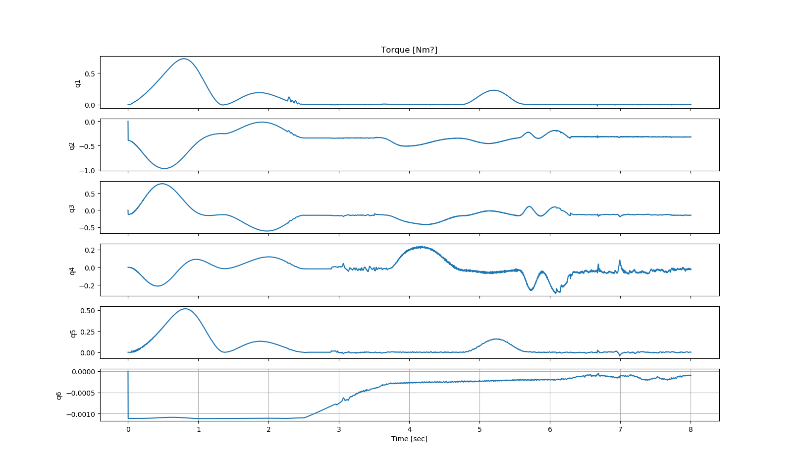 Torque [Nm?]
0.5
0.0
q1
0.0
−0.5
−1.0
q2
0.5
0.0
−0.5
q3
0.2
0.0
−0.2
q4
0.50
0.25
0.00
q5
0.0000
−0.0005
−0.0010
q6
0 1 2 3 4 5 6 7 8
Time [sec]